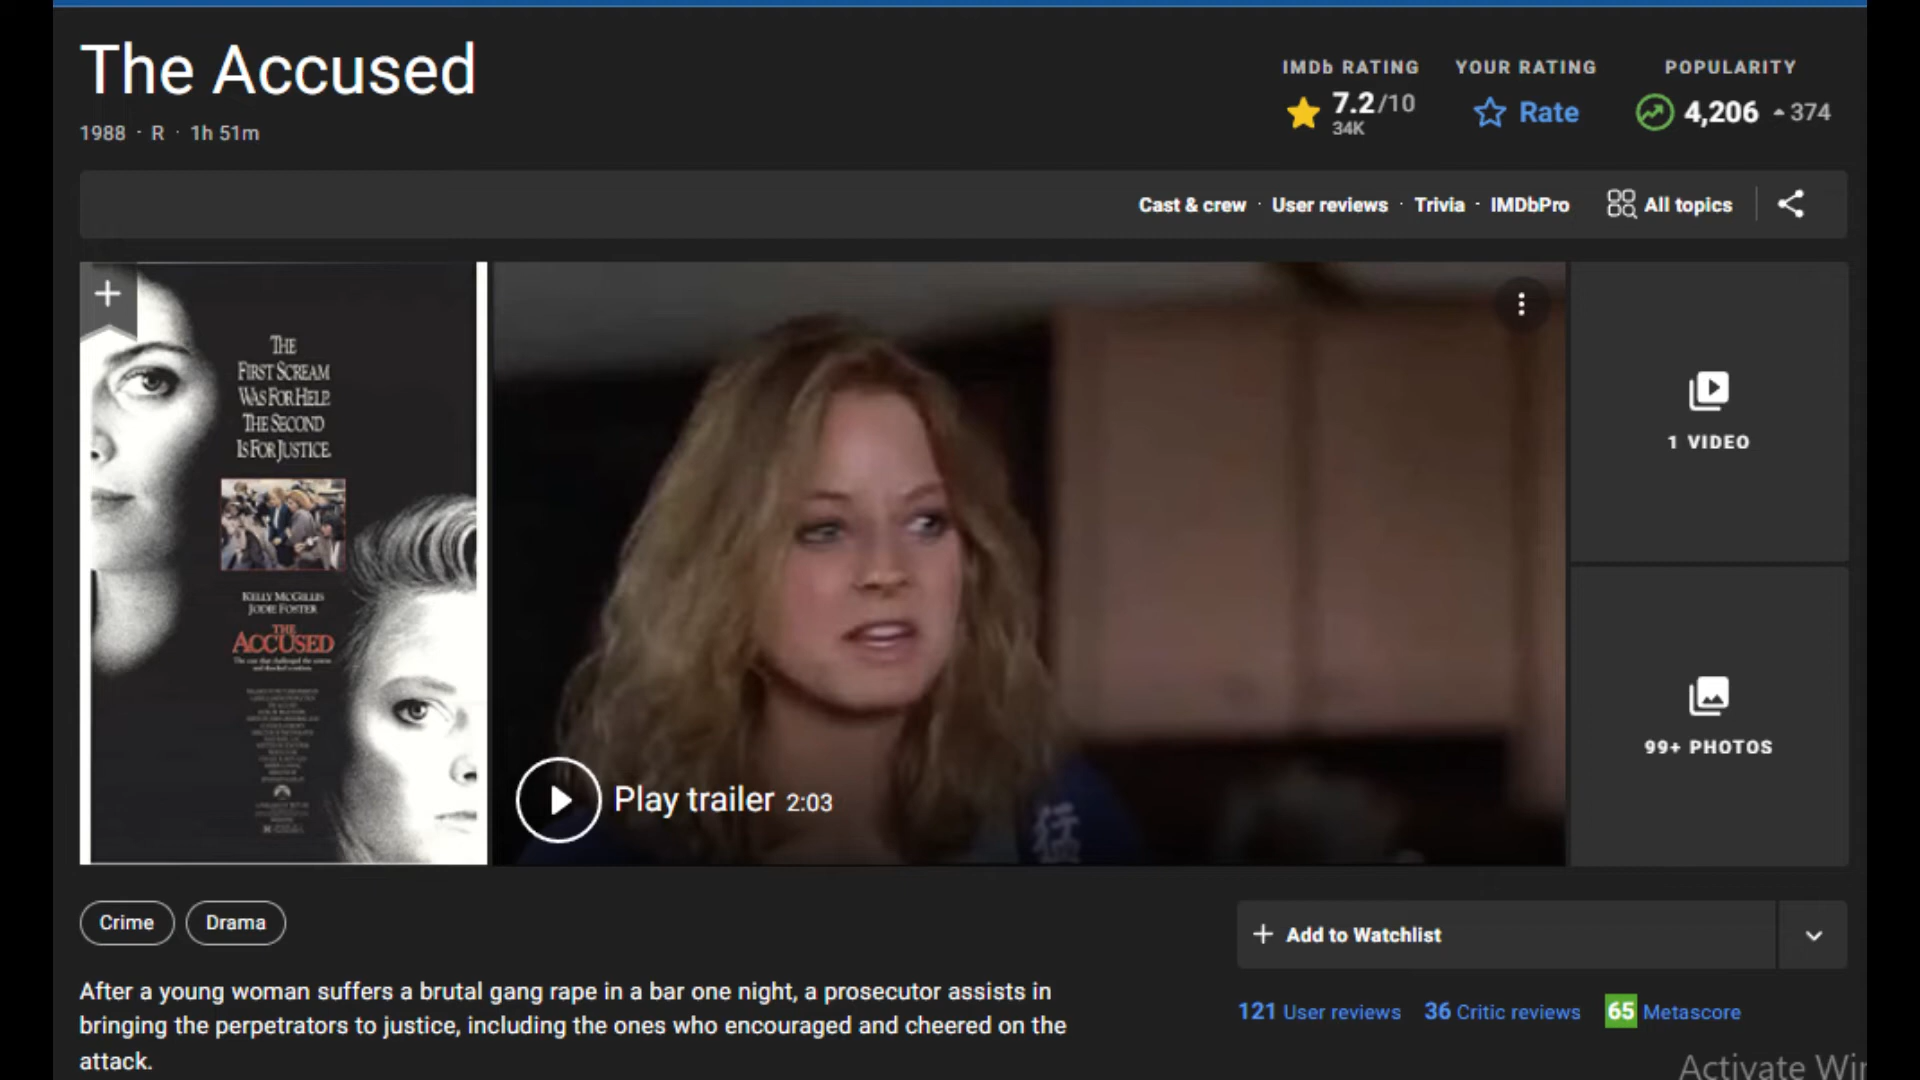 The Accused
1988 · R · 1h 51m
IMDb RATING
7.2/10
34K
YOUR RATING
Rate
POPULARITY
4,206
374
Cast & crew · User reviews · Trivia · IMDbPro
All topics
THE
FIRST SCREAM
WAS FOR HELP.
THE SECOND
IS FOR JUSTICE.
KELLY MCGILLIS
JODIE FOSTER
THE
ACCUSED
猛
Play trailer 2:03
1 VIDEO
99+ PHOTOS
Crime
Drama
After a young woman suffers a brutal gang rape in a bar one night, a prosecutor assists in
bringing the perpetrators to justice, including the ones who encouraged and cheered on the
attack.
+ Add to Watchlist
121 User reviews
36 Critic reviews
65 Metascore
Activate Wi